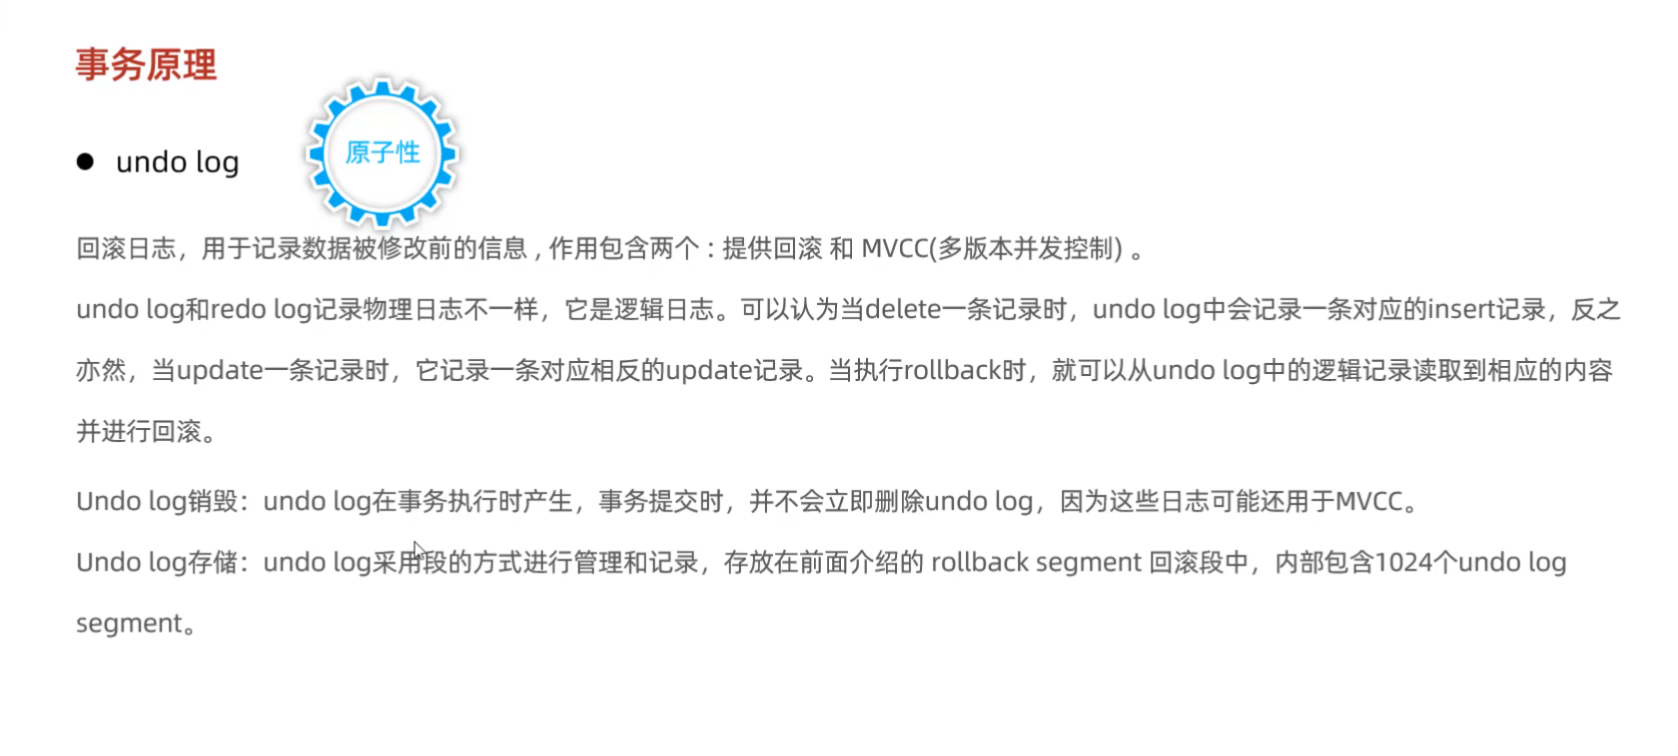 事务原理
原子性
● undo log
回滚日志，用于记录数据被修改前的信息 , 作用包含两个 : 提供回滚 和 MVCC(多版本并发控制) 。
undo log和redo log记录物理日志不一样，它是逻辑日志。可以认为当delete一条记录时，undo log中会记录一条对应的insert记录，反之
亦然，当update一条记录时，它记录一条对应相反的update记录。当执行rollback时，就可以从undo log中的逻辑记录读取到相应的内容
并进行回滚。
Undo log销毁：undo log在事务执行时产生，事务提交时，并不会立即删除undo log，因为这些日志可能还用于MVCC。
Undo log存储：undo log采用段的方式进行管理和记录，存放在前面介绍的 rollback segment 回滚段中，内部包含1024个undo log
segment。